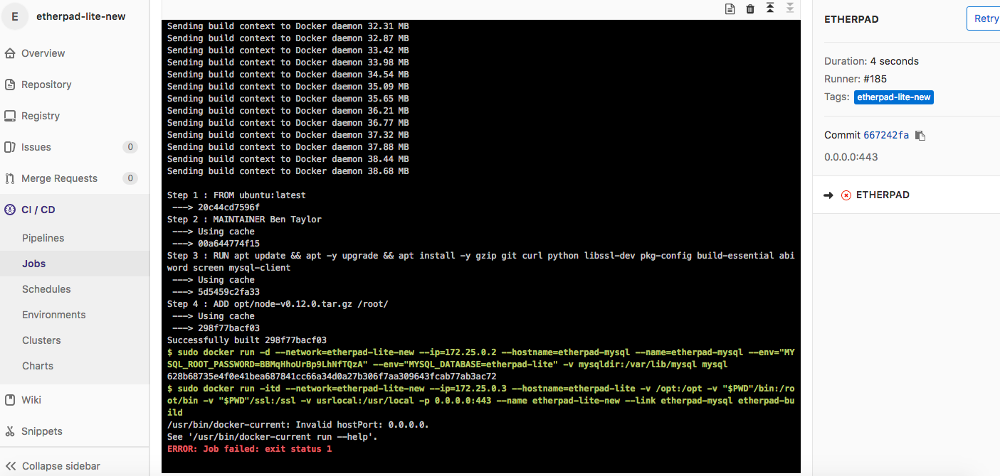 E etherpad-lite-new
Overview
Repository
Registry
Issues 0
Merge Requests 0
CI / CD
Pipelines
Jobs
Schedules
Environments
Clusters
Charts
Wiki
Snippets
Collapse sidebar
Sending build context to Docker daemon 32.31 MB
Sending build context to Docker daemon 32.87 MB
Sending build context to Docker daemon 33.42 MB
Sending build context to Docker daemon 33.98 MB
Sending build context to Docker daemon 34.54 MB
Sending build context to Docker daemon 35.09 MB
Sending build context to Docker daemon 35.65 MB
Sending build context to Docker daemon 36.21 MB
Sending build context to Docker daemon 36.77 MB
Sending build context to Docker daemon 37.32 MB
Sending build context to Docker daemon 37.88 MB
Sending build context to Docker daemon 38.44 MB
Sending build context to Docker daemon 38.68 MB
Step 1 : FROM ubuntu:latest
---> 20c44cd7596f
Step 2 : MAINTAINER Ben Taylor
---> Using cache
---> 00a644774f15
Step 3 : RUN apt update && apt -y upgrade && apt install -y gzip git curl python libssl-dev pkg-config build-essential abi
word screen mysql-client
---> Using cache
---> 5d5459c2fa33
Step 4 : ADD opt/node-v0.12.0.tar.gz /root/
---> Using cache
---> 298f77bacf03
Successfully built 298f77bacf03
$ sudo docker run -d --network=etherpad-lite-new --ip=172.25.0.2 --hostname=etherpad-mysql --name=etherpad-mysql --env="MY
SQL_ROOT_PASSWORD=BBMqHhoUrBp9LhNfTQzA" --env="MYSQL_DATABASE=etherpad-lite" -v mysqldir:/var/lib/mysql mysql
628b68735e4f0e41bea687841cc66a34d0a27b306f7aa309643fcab77ab3ac72
$ sudo docker run -itd --network=etherpad-lite-new --ip=172.25.0.3 --hostname=etherpad-lite -v /opt:/opt -v "$PWD"/bin:/ro
ot/bin -v "$PWD"/ssl:/ssl -v usrlocal:/usr/local -p 0.0.0.0:443 --name etherpad-lite-new --link etherpad-mysql etherpad-bu
ild
/usr/bin/docker-current: Invalid hostPort: 0.0.0.0.
See '/usr/bin/docker-current run --help'.
ERROR: Job failed: exit status 1
ETHERPAD
Retry
Duration: 4 seconds
Runner: #185
Tags: etherpad-lite-new
Commit 667242fa
0.0.0.0:443
ETHERPAD